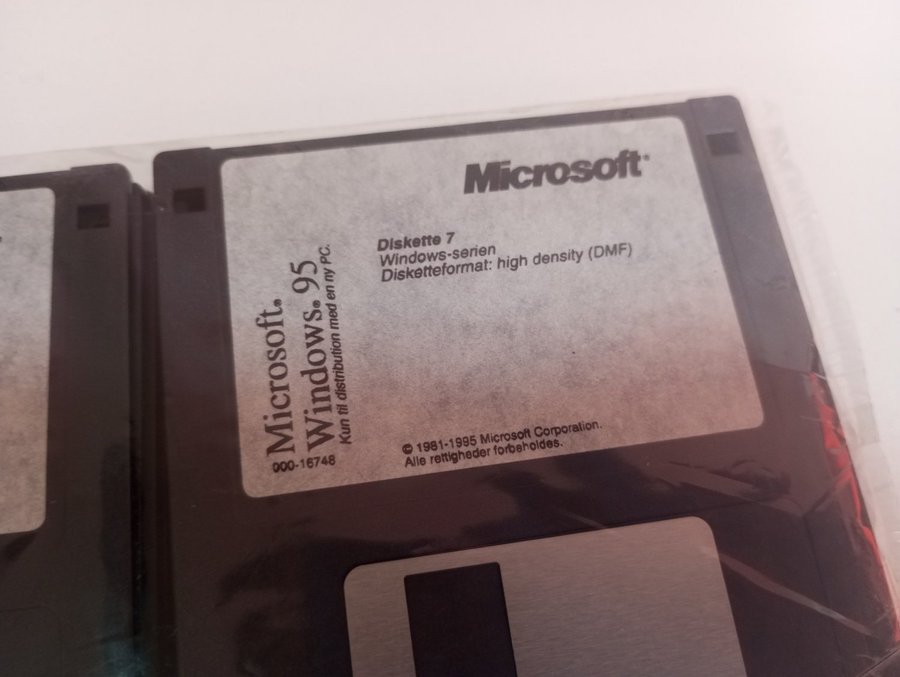 Microsoft®
Diskette 7
Windows-serien
Disketteformat: high density (DMF)
Microsoft®
Windows® 95
Kun til distribution med en ny PC.
000-16748
© 1981-1995 Microsoft Corporation.
Alle rettigheder forbeholdes.